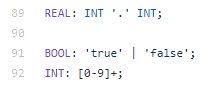 89 REAL: INT '.' INT;
90
91 BOOL: 'true' | 'false';
92 INT: [0-9]+;